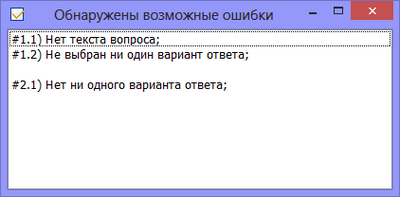 Обнаружены возможные ошибки
#1.1) Нет текста вопроса;
#1.2) Не выбран ни один вариант ответа;
#2.1) Нет ни одного варианта ответа;